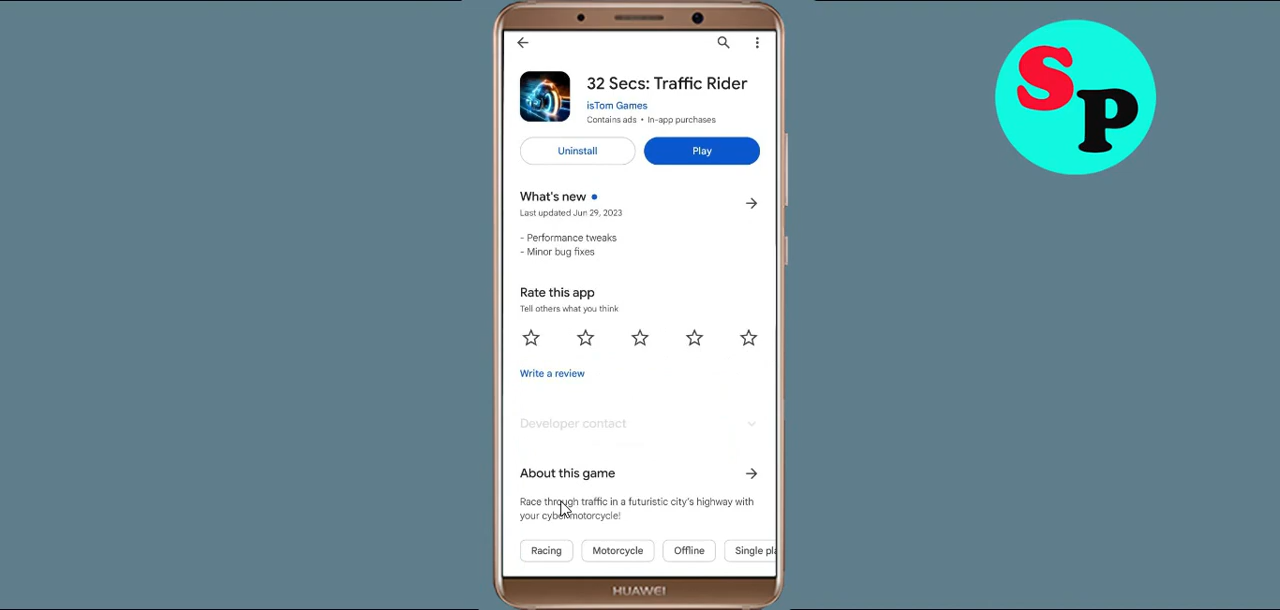 32 Secs: Traffic Rider
isTom Games
Contains ads • In-app purchases
Uninstall
Play
What's new
Last updated Jun 29, 2023
- Performance tweaks
- Minor bug fixes
Rate this app
Tell others what you think
Write a review
Developer contact
About this game
Race through traffic in a futuristic city's highway with
your cyber motorcycle!
Racing
Motorcycle
Offline
Single pla
HUAWEI
SP